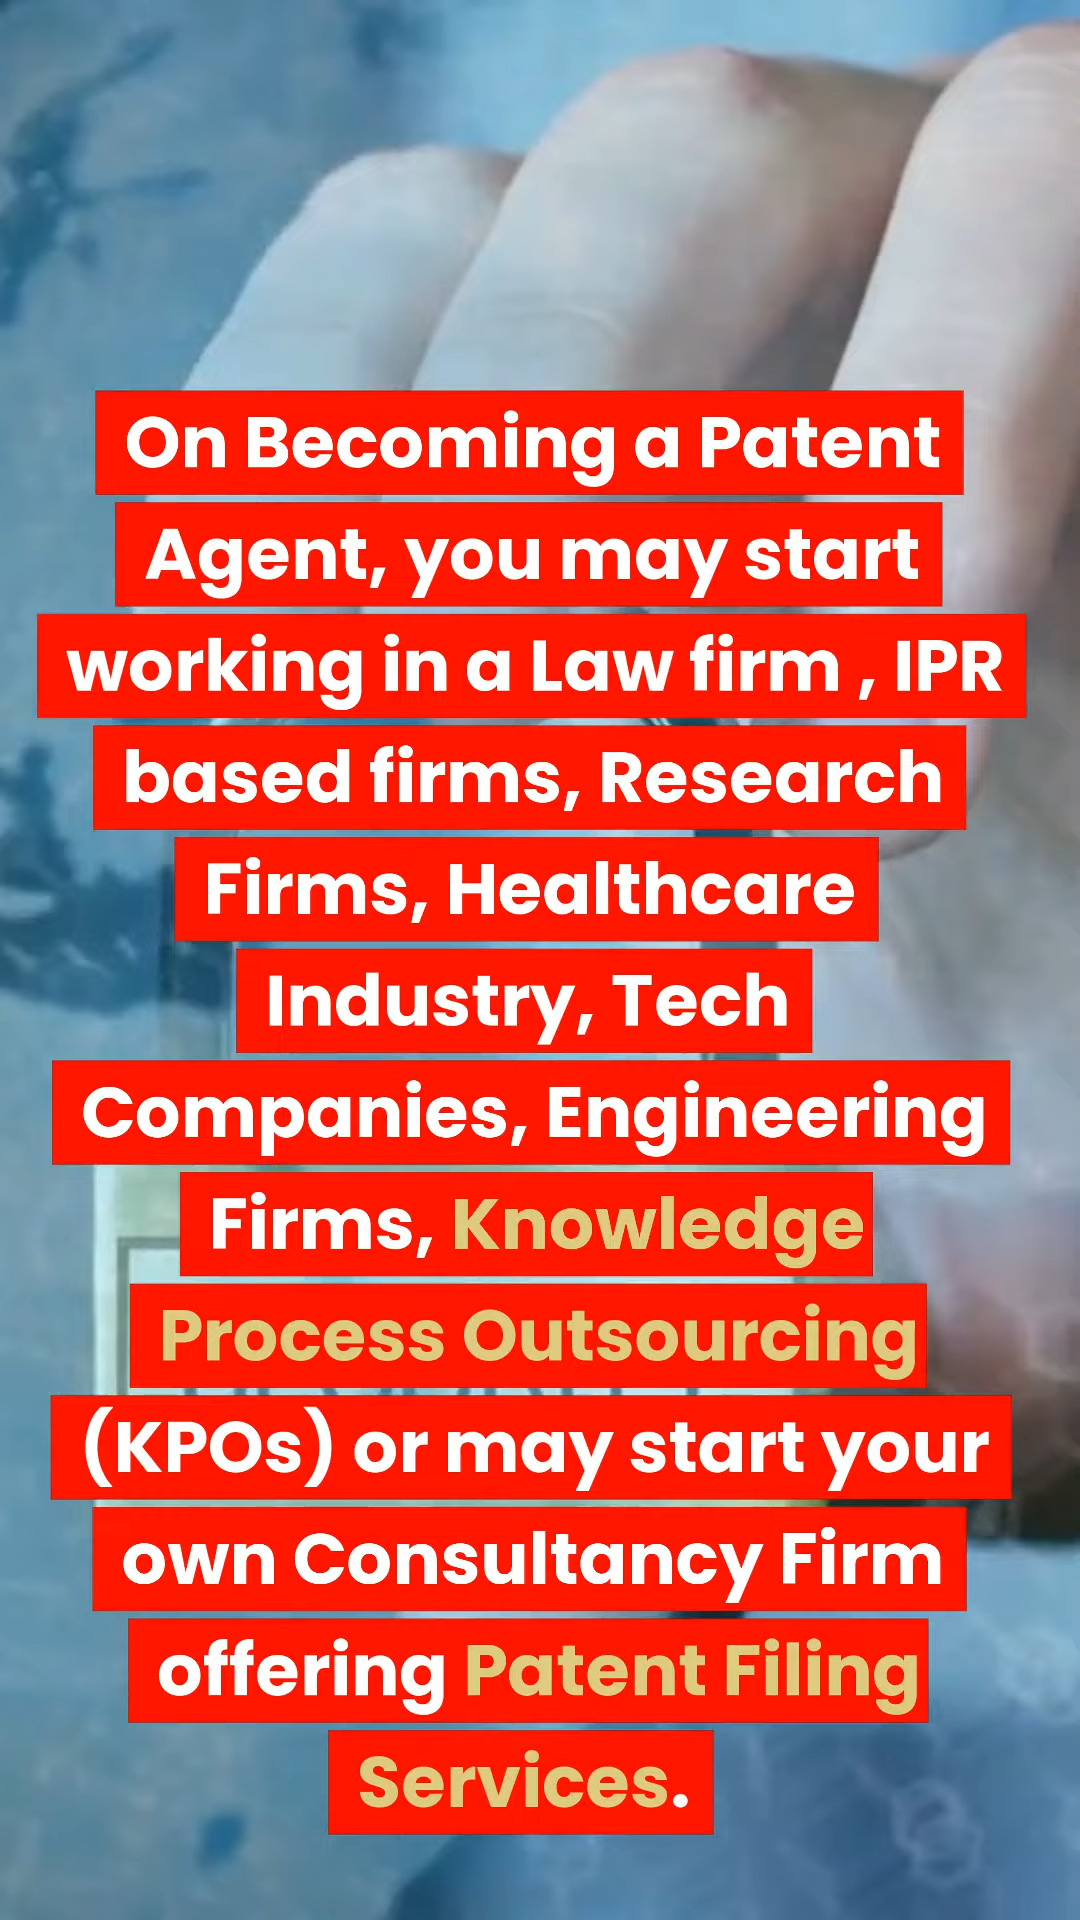 On Becoming a Patent
Agent, you may start
working in a Law firm , IPR
based firms, Research
Firms, Healthcare
Industry, Tech
Companies, Engineering
Firms, Knowledge
Process Outsourcing
(KPOs) or may start your
own Consultancy Firm
offering Patent Filing
Services.